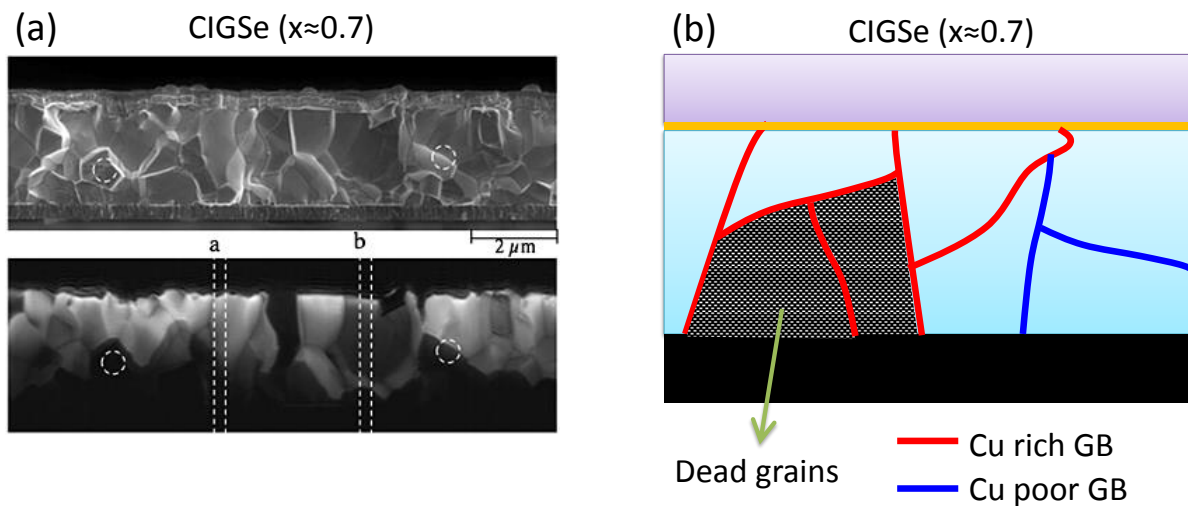 (a)
CIGSe (x≈0.7)
a
b
2 μm
(b)
CIGSe (x≈0.7)
Dead grains
Cu rich GB
Cu poor GB